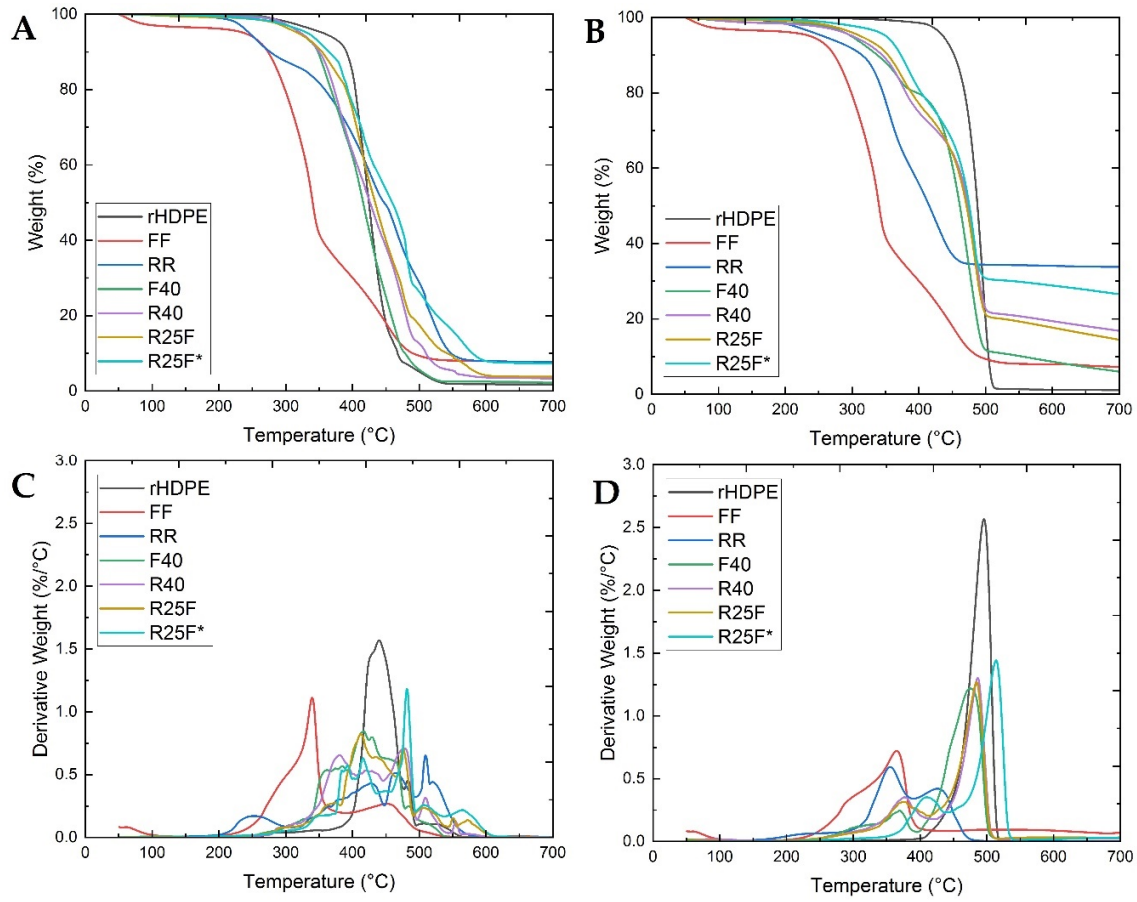 A
100
80
60
40
20
0
Weight (%)
rHDPE
FF
RR
F40
R40
R25F
R25F*
0 100 200 300 400 500 600 700
Temperature (°C)
B
100
80
60
40
20
0
Weight (%)
rHDPE
FF
RR
F40
R40
R25F
R25F*
0 100 200 300 400 500 600 700
Temperature (°C)
C
3.0
2.5
2.0
1.5
1.0
0.5
0.0
Derivative Weight (%/°C)
rHDPE
FF
RR
F40
R40
R25F
R25F*
0 100 200 300 400 500 600 700
Temperature (°C)
D
3.0
2.5
2.0
1.5
1.0
0.5
0.0
Derivative Weight (%/°C)
rHDPE
FF
RR
F40
R40
R25F
R25F*
0 100 200 300 400 500 600 700
Temperature (°C)